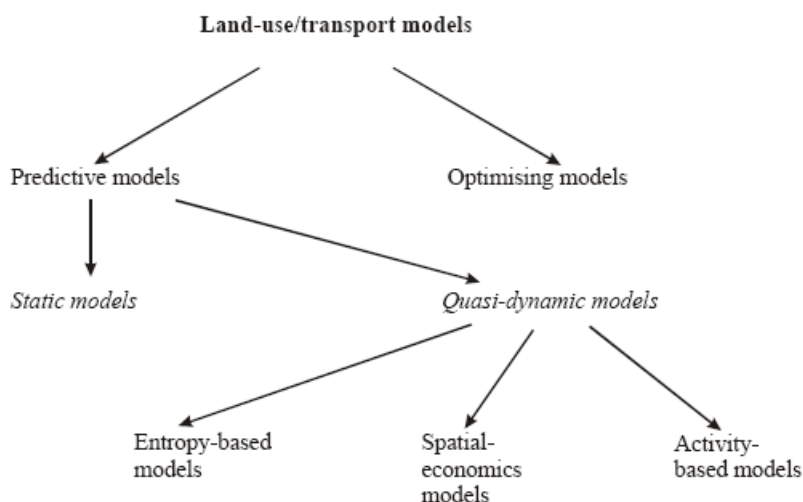 Land-use/transport models
Predictive models
Optimising models
Static models
Quasi-dynamic models
Entropy-based
models
Spatial-
economics
models
Activity-
based models